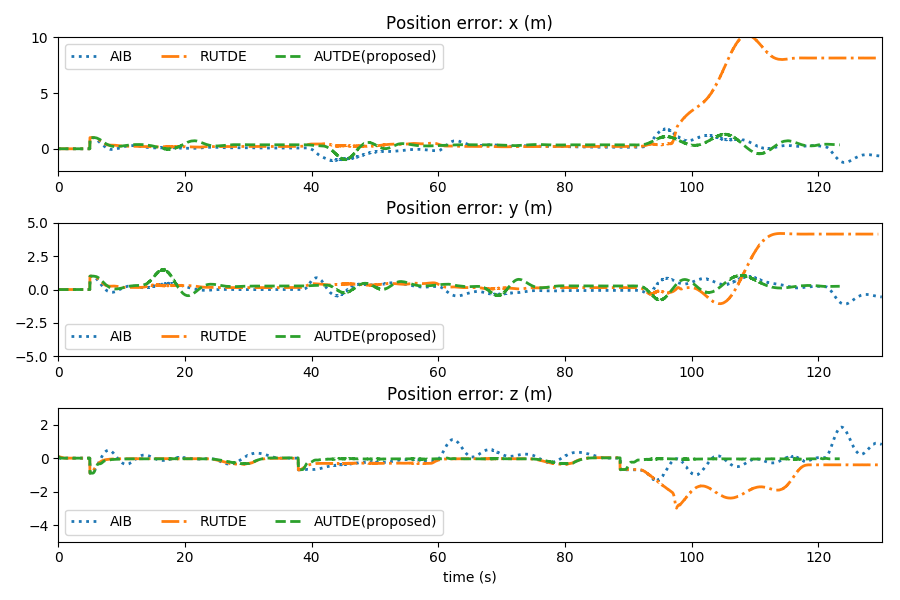 Position error: x (m)
10
5
0
AIB RUTDE AUTDE(proposed)
0 20 40 60 80 100 120
Position error: y (m)
5.0
2.5
0.0
−2.5
−5.0
AIB RUTDE AUTDE(proposed)
0 20 40 60 80 100 120
Position error: z (m)
2
0
−2
−4
AIB RUTDE AUTDE(proposed)
0 20 40 60 80 100 120
time (s)